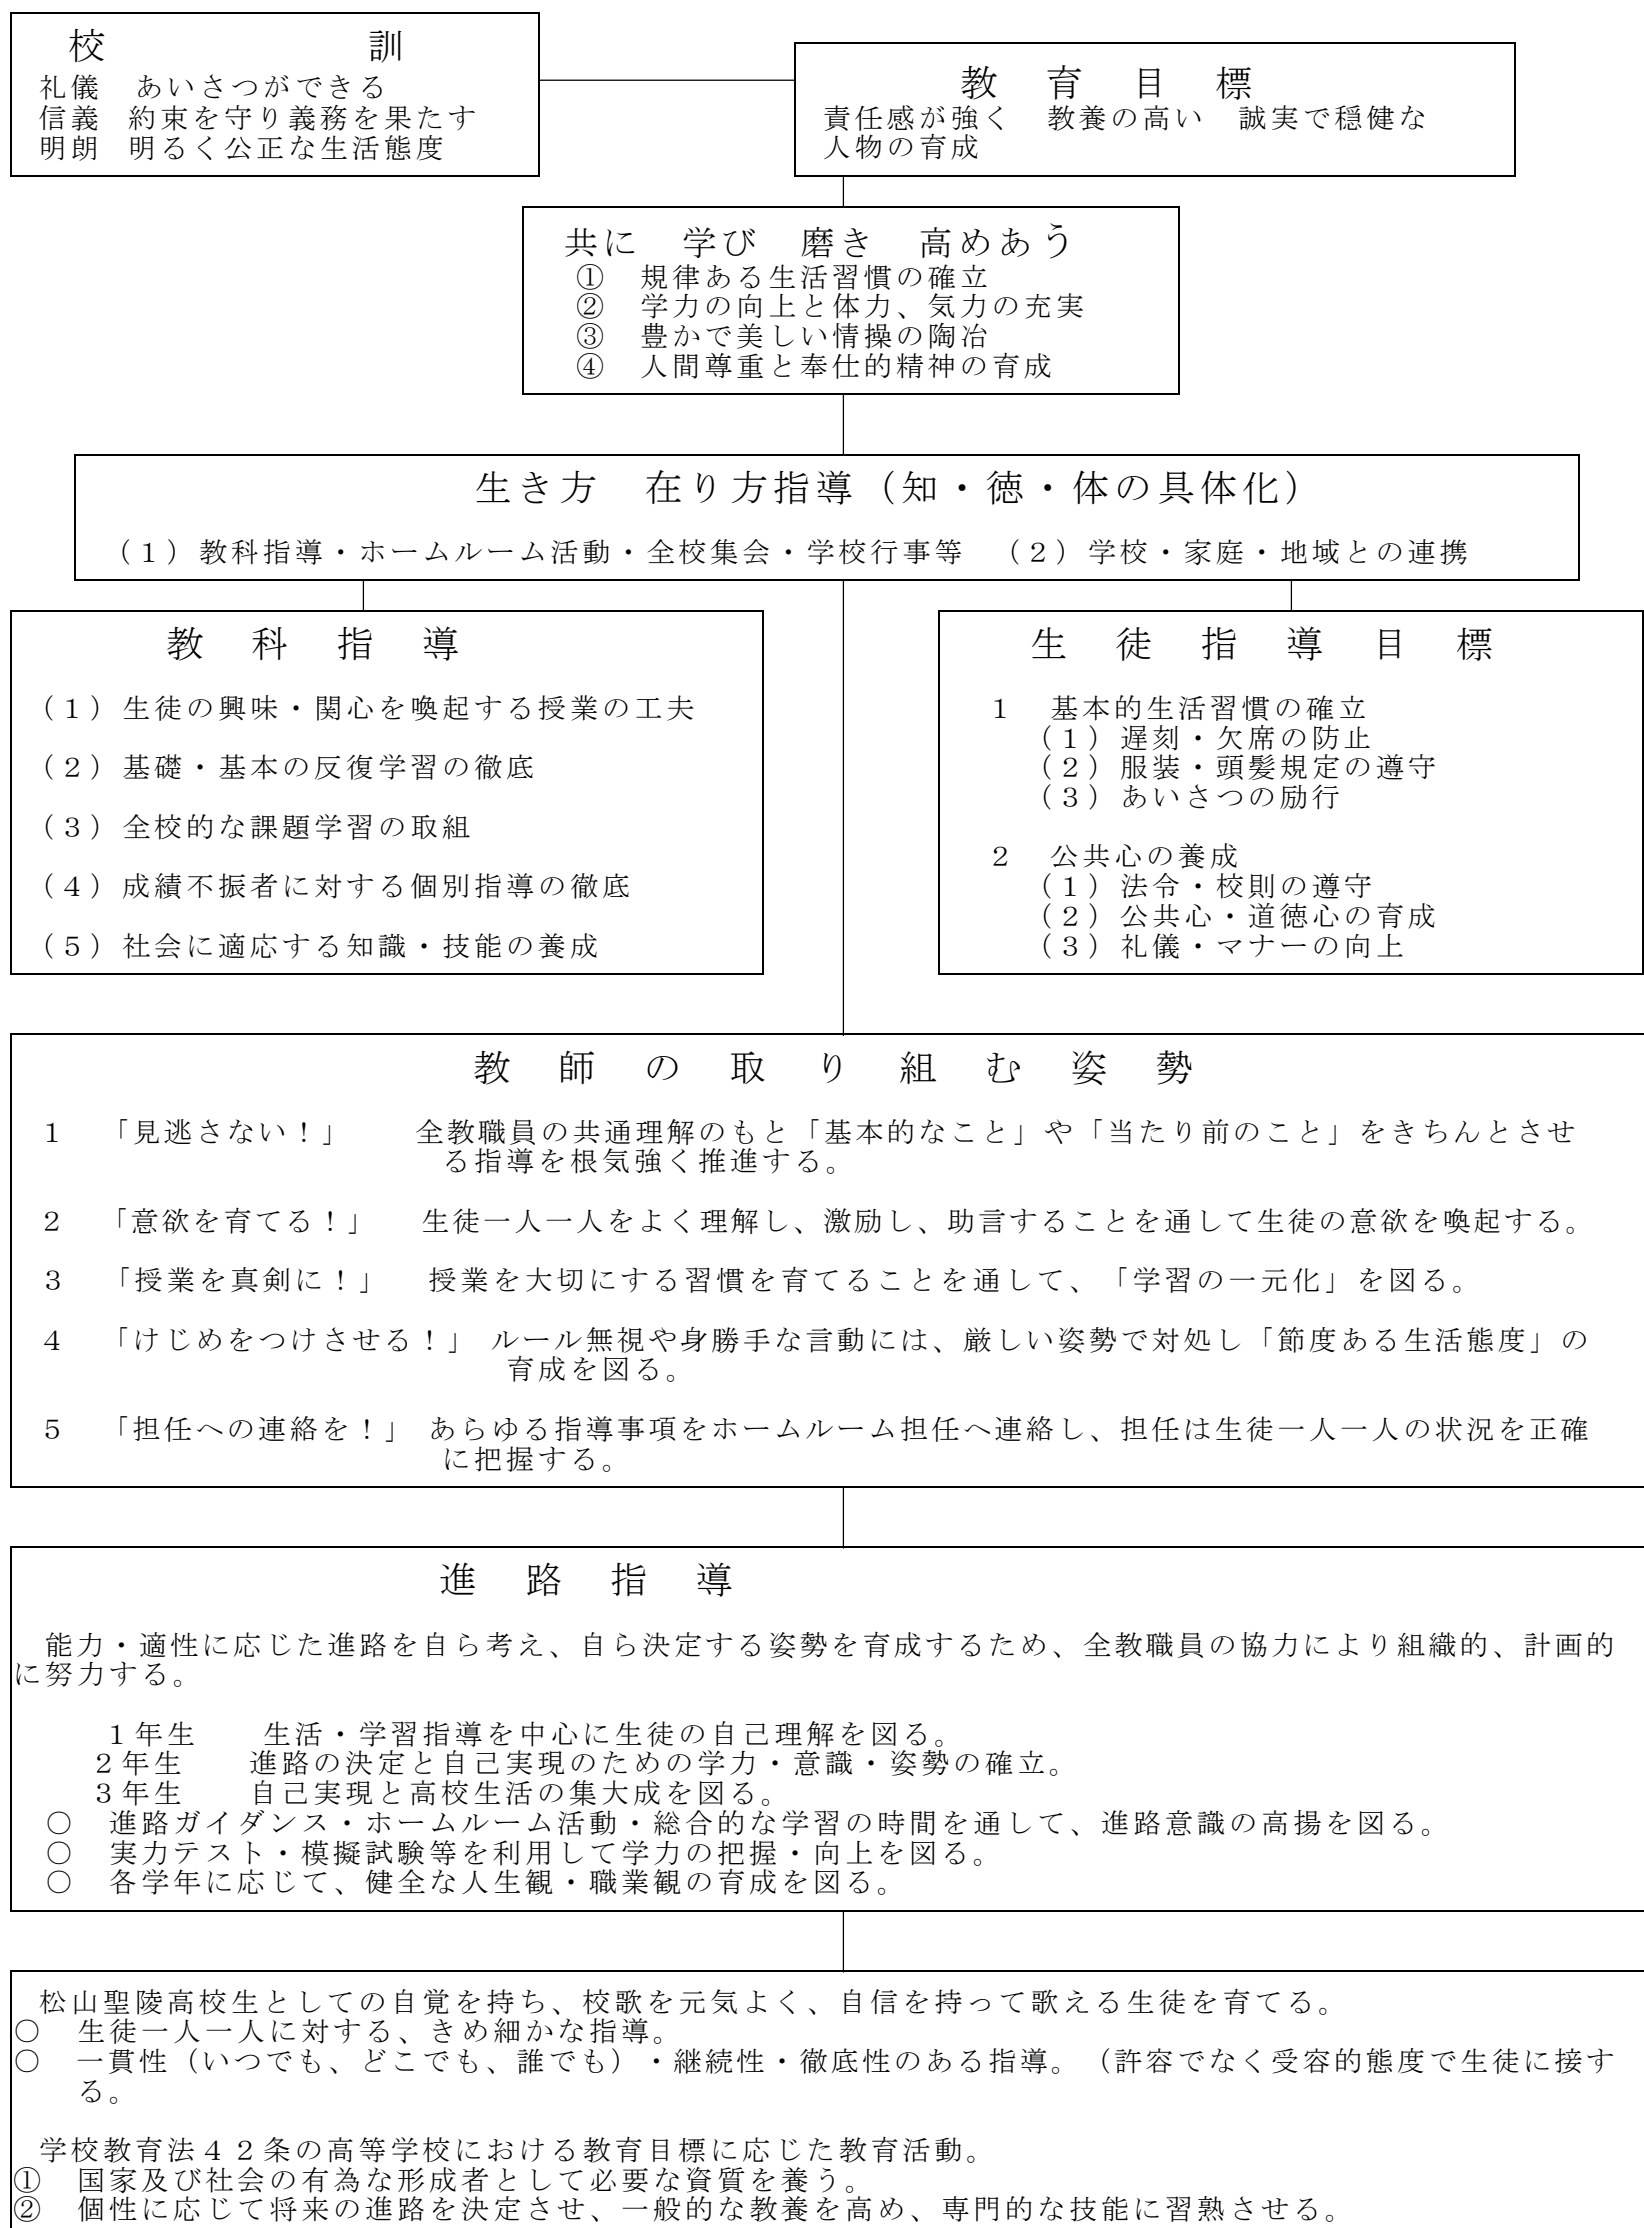 校訓
礼儀　あいさつができる
信義　約束を守り義務を果たす
明朗　明るく公正な生活態度
教育目標
責任感が強く　教養の高い　誠実で穏健な
人物の育成
共に　学び　磨き　高めあう
①　規律ある生活習慣の確立
②　学力の向上と体力、気力の充実
③　豊かで美しい情操の陶冶
④　人間尊重と奉仕的精神の育成
生き方　在り方指導（知・徳・体の具体化）
（１）教科指導・ホームルーム活動・全校集会・学校行事等　（２）学校・家庭・地域との連携
教科指導
（１）生徒の興味・関心を喚起する授業の工夫
（２）基礎・基本の反復学習の徹底
（３）全校的な課題学習の取組
（４）成績不振者に対する個別指導の徹底
（５）社会に適応する知識・技能の養成
生徒指導目標
１　基本的生活習慣の確立
（１）遅刻・欠席の防止
（２）服装・頭髪規定の遵守
（３）あいさつの励行
２　公共心の養成
（１）法令・校則の遵守
（２）公共心・道徳心の育成
（３）礼儀・マナーの向上
教師の取り組む姿勢
１　「見逃さない！」　全教職員の共通理解のもと「基本的なこと」や「当たり前のこと」をきちんとさせ
る指導を根気強く推進する。
２　「意欲を育てる！」　生徒一人一人をよく理解し、激励し、助言することを通して生徒の意欲を喚起する。
３　「授業を真剣に！」　授業を大切にする習慣を育てることを通して、「学習の一元化」を図る。
４　「けじめをつけさせる！」 ルール無視や身勝手な言動には、厳しい姿勢で対処し「節度ある生活態度」の
育成を図る。
５　「担任への連絡を！」 あらゆる指導事項をホームルーム担任へ連絡し、担任は生徒一人一人の状況を正確
に把握する。
進路指導
能力・適性に応じた進路を自ら考え、自ら決定する姿勢を育成するため、全教職員の協力により組織的、計画的
に努力する。
１年生　生活・学習指導を中心に生徒の自己理解を図る。
２年生　進路の決定と自己実現のための学力・意識・姿勢の確立。
３年生　自己実現と高校生活の集大成を図る。
○　進路ガイダンス・ホームルーム活動・総合的な学習の時間を通して、進路意識の高揚を図る。
○　実力テスト・模擬試験等を利用して学力の把握・向上を図る。
○　各学年に応じて、健全な人生観・職業観の育成を図る。
松山聖陵高校生としての自覚を持ち、校歌を元気よく、自信を持って歌える生徒を育てる。
○　生徒一人一人に対する、きめ細かな指導。
○　一貫性（いつでも、どこでも、誰でも）・継続性・徹底性のある指導。（許容でなく受容的態度で生徒に接す
る。
学校教育法４２条の高等学校における教育目標に応じた教育活動。
①　国家及び社会の有為な形成者として必要な資質を養う。
②　個性に応じて将来の進路を決定させ、一般的な教養を高め、専門的な技能に習熟させる。